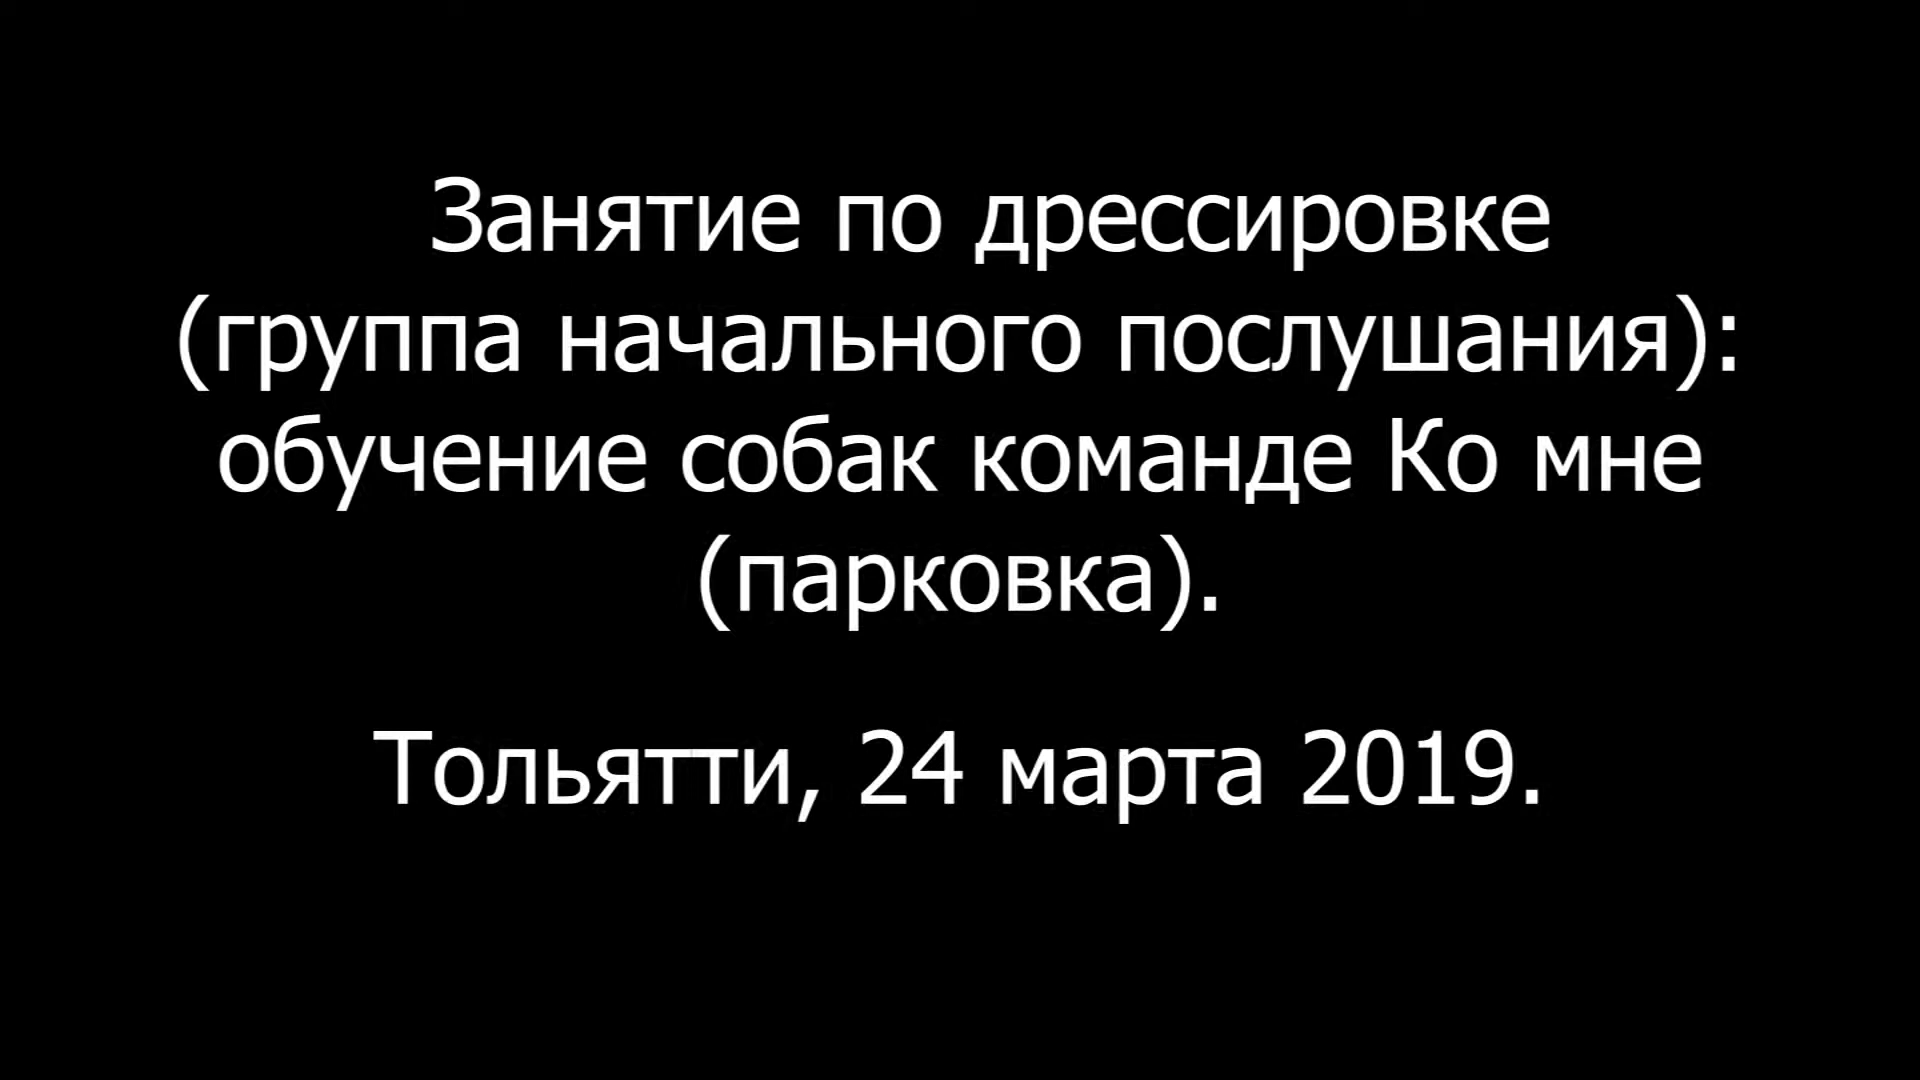 Занятие по дрессировке
(группа начального послушания):
обучение собак команде Ко мне
(парковка).
Тольятти, 24 марта 2019.